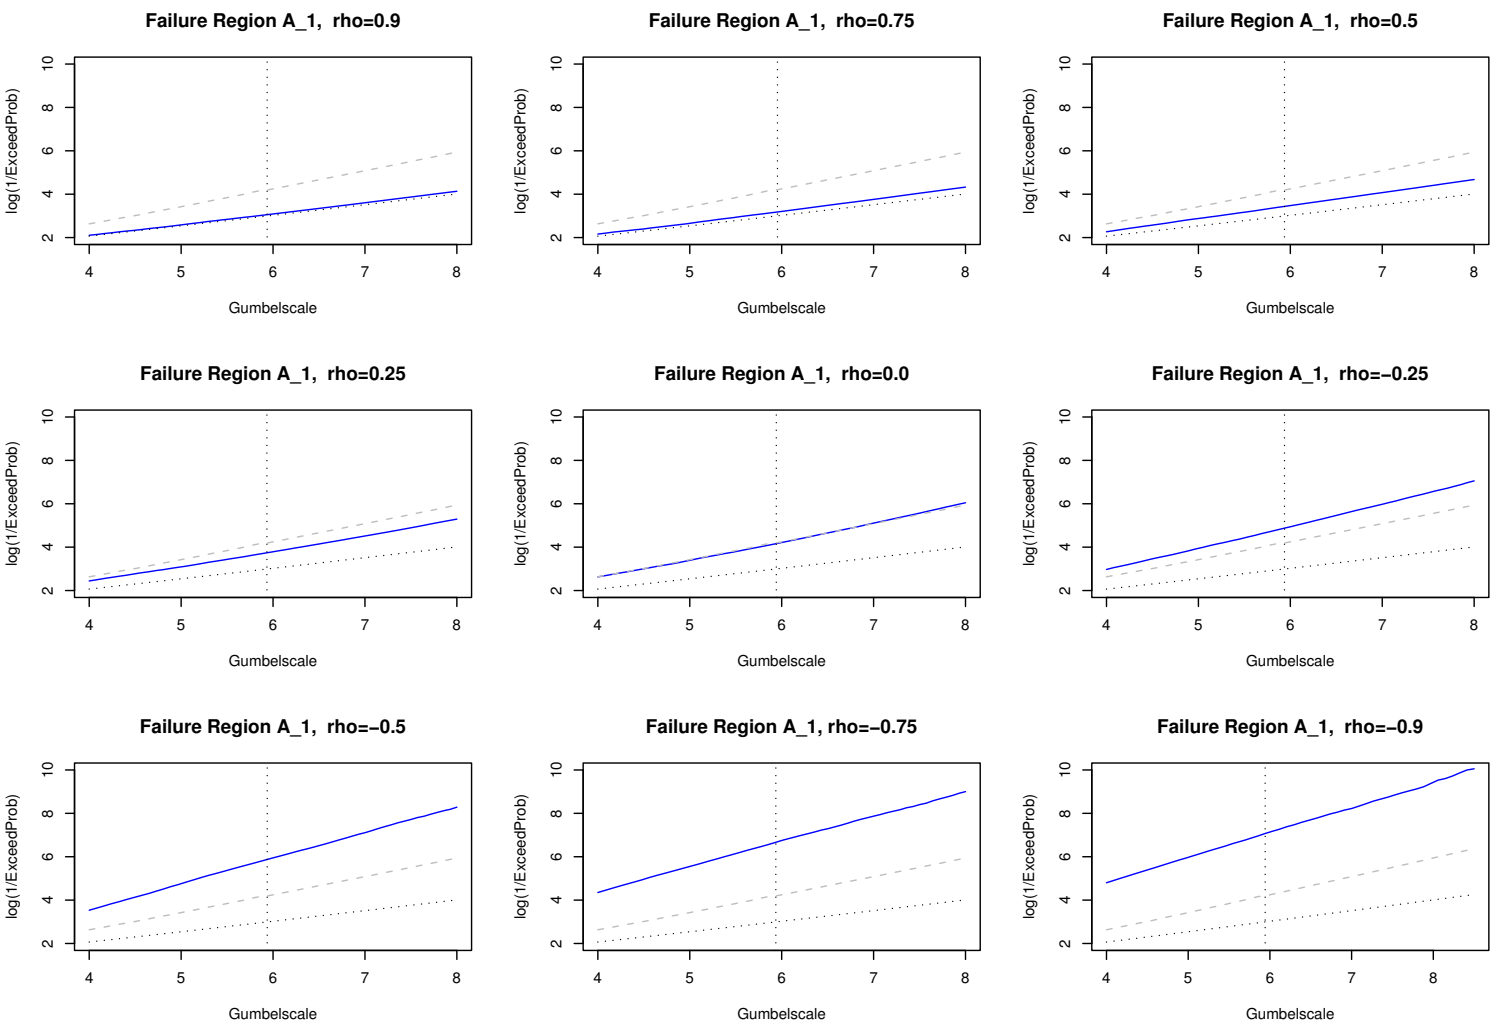 Failure Region A_1,  rho=0.9
log(1/ExceedProb)
10
8
6
4
2
4 5 6 7 8
Gumbelscale
Failure Region A_1,  rho=0.75
log(1/ExceedProb)
10
8
6
4
2
4 5 6 7 8
Gumbelscale
Failure Region A_1,  rho=0.5
log(1/ExceedProb)
10
8
6
4
2
4 5 6 7 8
Gumbelscale
Failure Region A_1,  rho=0.25
log(1/ExceedProb)
10
8
6
4
2
4 5 6 7 8
Gumbelscale
Failure Region A_1,  rho=0.0
log(1/ExceedProb)
10
8
6
4
2
4 5 6 7 8
Gumbelscale
Failure Region A_1,  rho=−0.25
log(1/ExceedProb)
10
8
6
4
2
4 5 6 7 8
Gumbelscale
Failure Region A_1,  rho=−0.5
log(1/ExceedProb)
10
8
6
4
2
4 5 6 7 8
Gumbelscale
Failure Region A_1, rho=−0.75
log(1/ExceedProb)
10
8
6
4
2
4 5 6 7 8
Gumbelscale
Failure Region A_1,  rho=−0.9
log(1/ExceedProb)
10
8
6
4
2
4 5 6 7 8
Gumbelscale